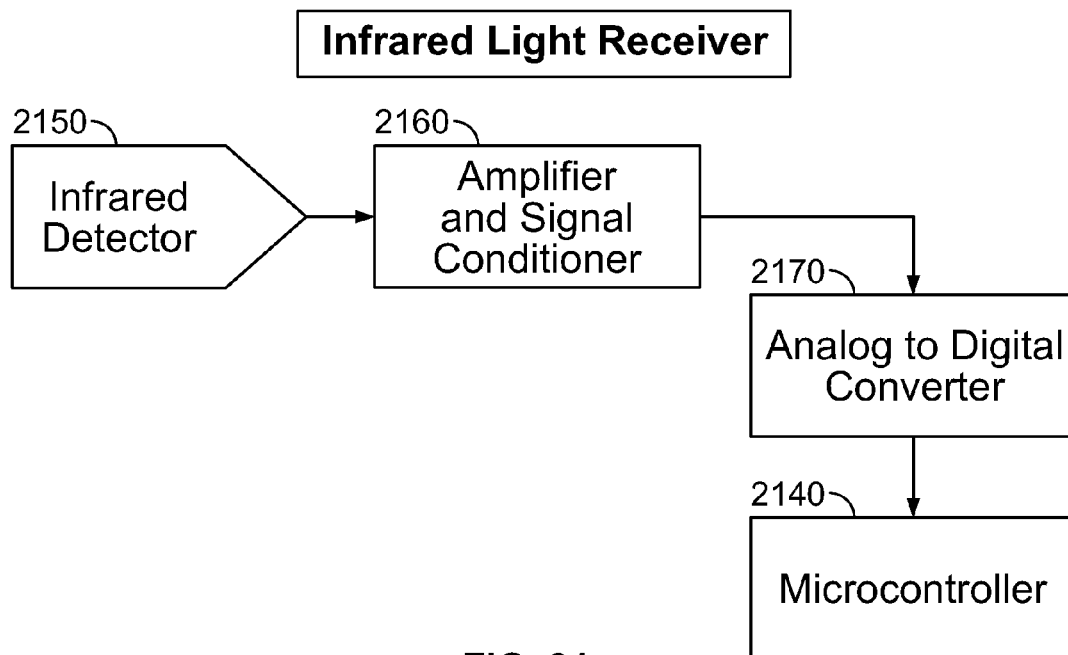 Infrared Light Receiver
2150
Infrared
Detector
2160
Amplifier
and Signal
Conditioner
2170
Analog to Digital
Converter
2140
Microcontroller